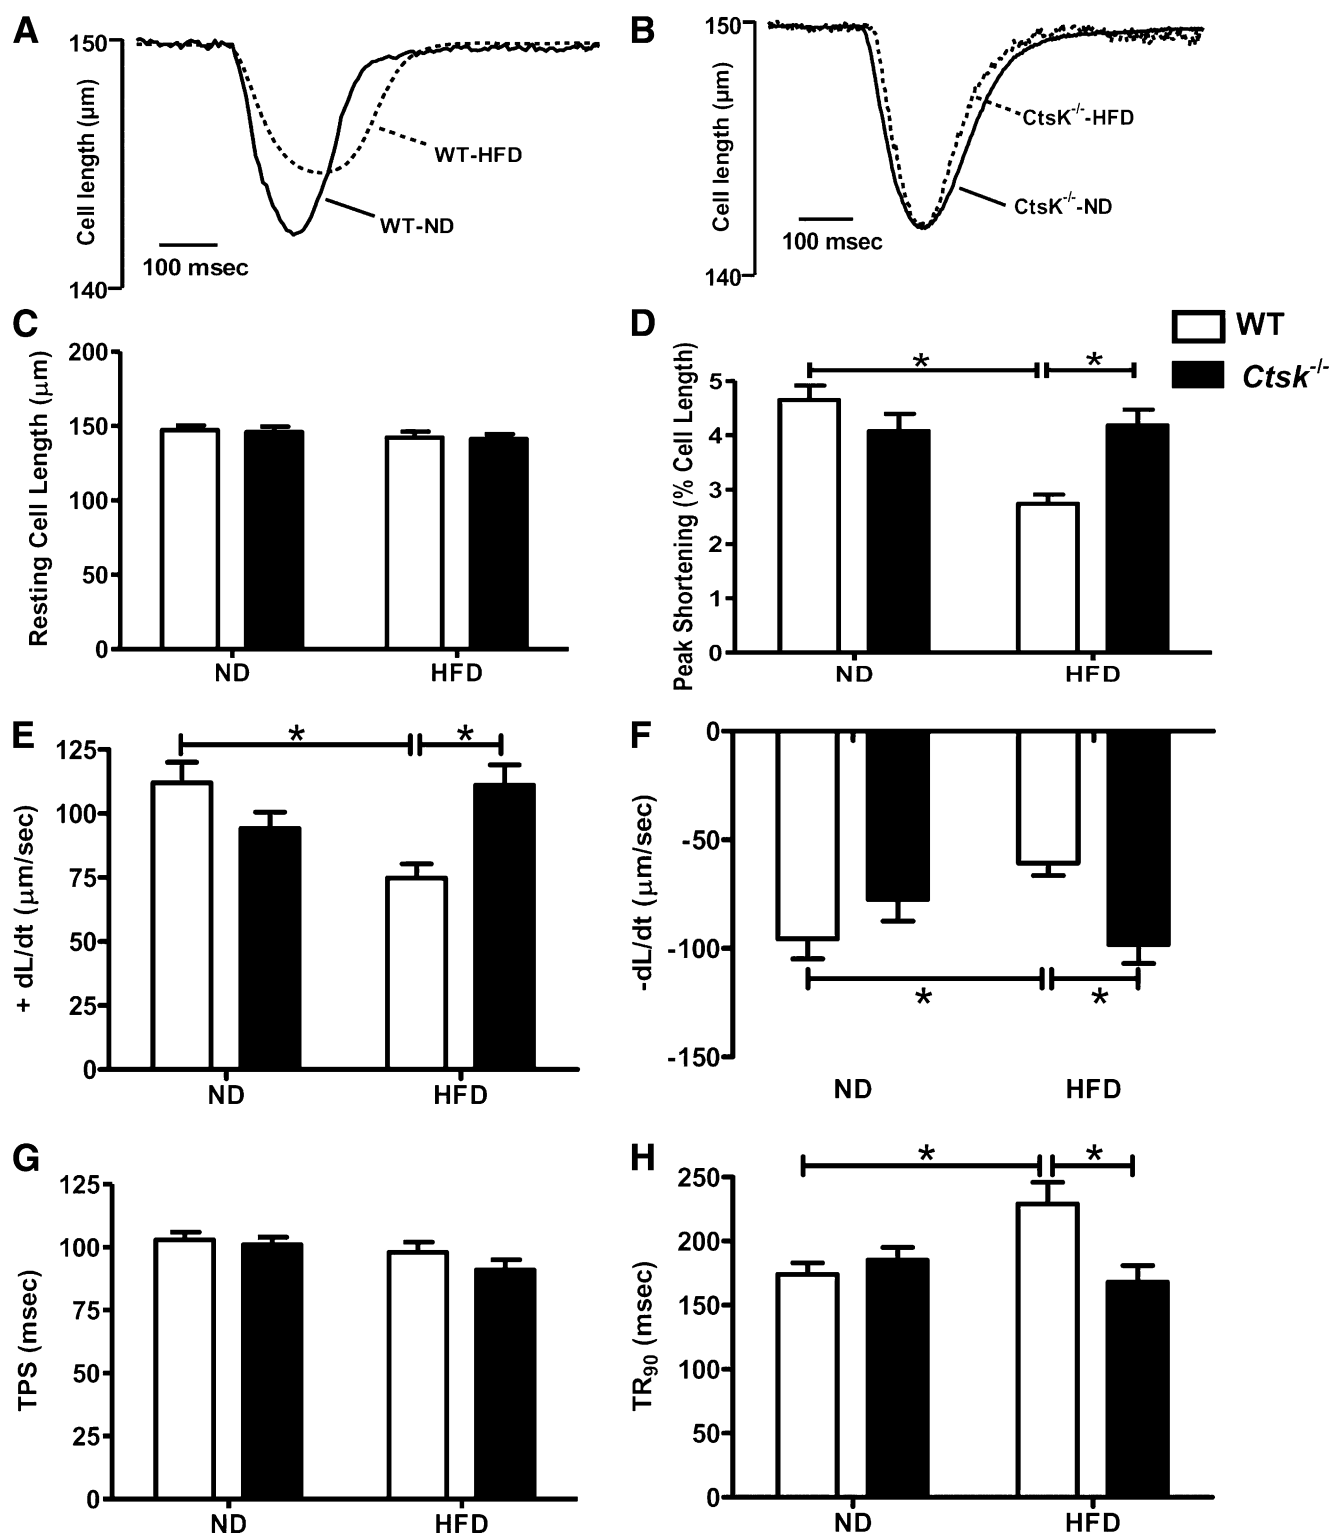 A
150
Cell length (µm)
WT-HFD
WT-ND
100 msec
140
B
150
Cell length (µm)
CtsK-/--HFD
CtsK-/--ND
100 msec
140
C
200
150
100
50
0
Resting Cell Length (µm)
ND
HFD
D
WT
Ctsk-/-
*
*
5
4
3
2
1
0
Peak Shortening (% Cell Length)
ND
HFD
E
*
*
125
100
75
50
25
0
+ dL/dt (µm/sec)
ND
HFD
F
0
-50
-100
-150
-dL/dt (µm/sec)
*
*
ND
HFD
G
125
100
75
50
25
0
TPS (msec)
ND
HFD
H
*
*
250
200
150
100
50
0
TR90 (msec)
ND
HFD